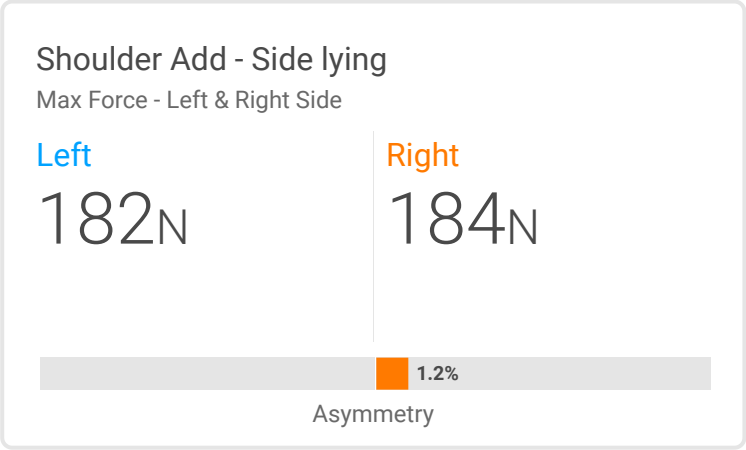 Shoulder Add - Side lying
Max Force - Left & Right Side
Left
182N
Right
184N
1.2%
Asymmetry